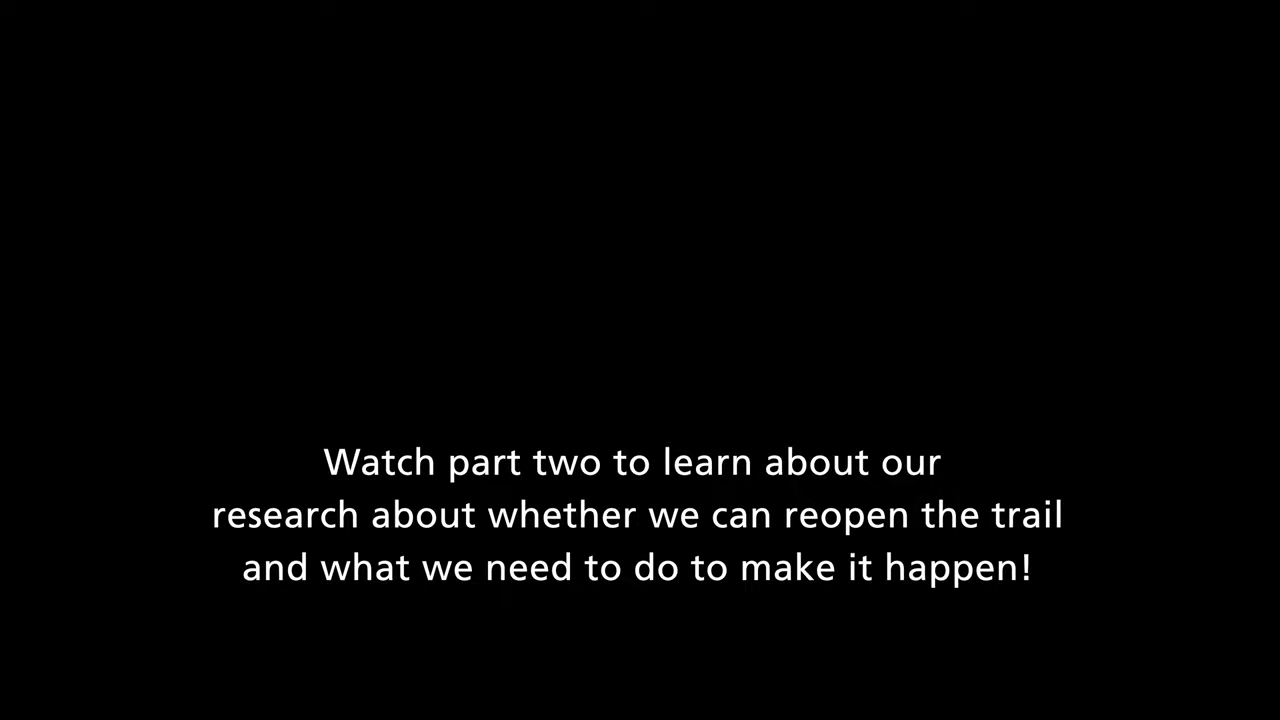 Watch part two to learn about our
research about whether we can reopen the trail
and what we need to do to make it happen!